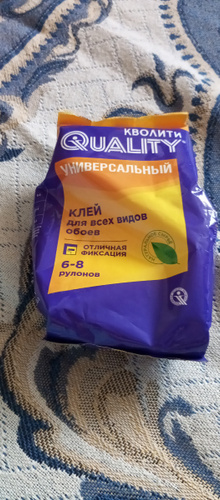 КВОЛИТИ
QUALITY
УНИВЕРСАЛЬНЫЙ
КЛЕЙ
для всех видов
обоев
ОТЛИЧНАЯ
ФИКСАЦИЯ
6-8
рулонов